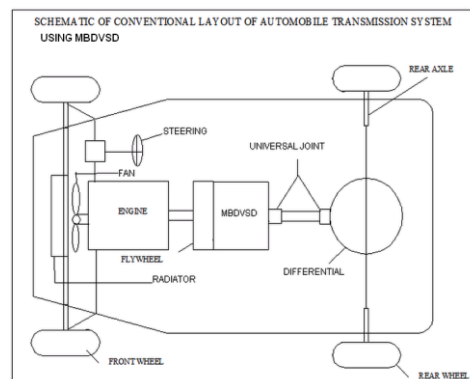 SCHEMATIC OF CONVENTIONAL LAYOUT OF AUTOMOBILE TRANSMISSION SYSTEM
USING MBDVSD
REAR AXLE
STEERING
UNIVERSAL JOINT
FAN
ENGINE
MBDVSD
FLYWHEEL
DIFFERENTIAL
RADIATOR
FRONT WHEEL
REAR WHEEL